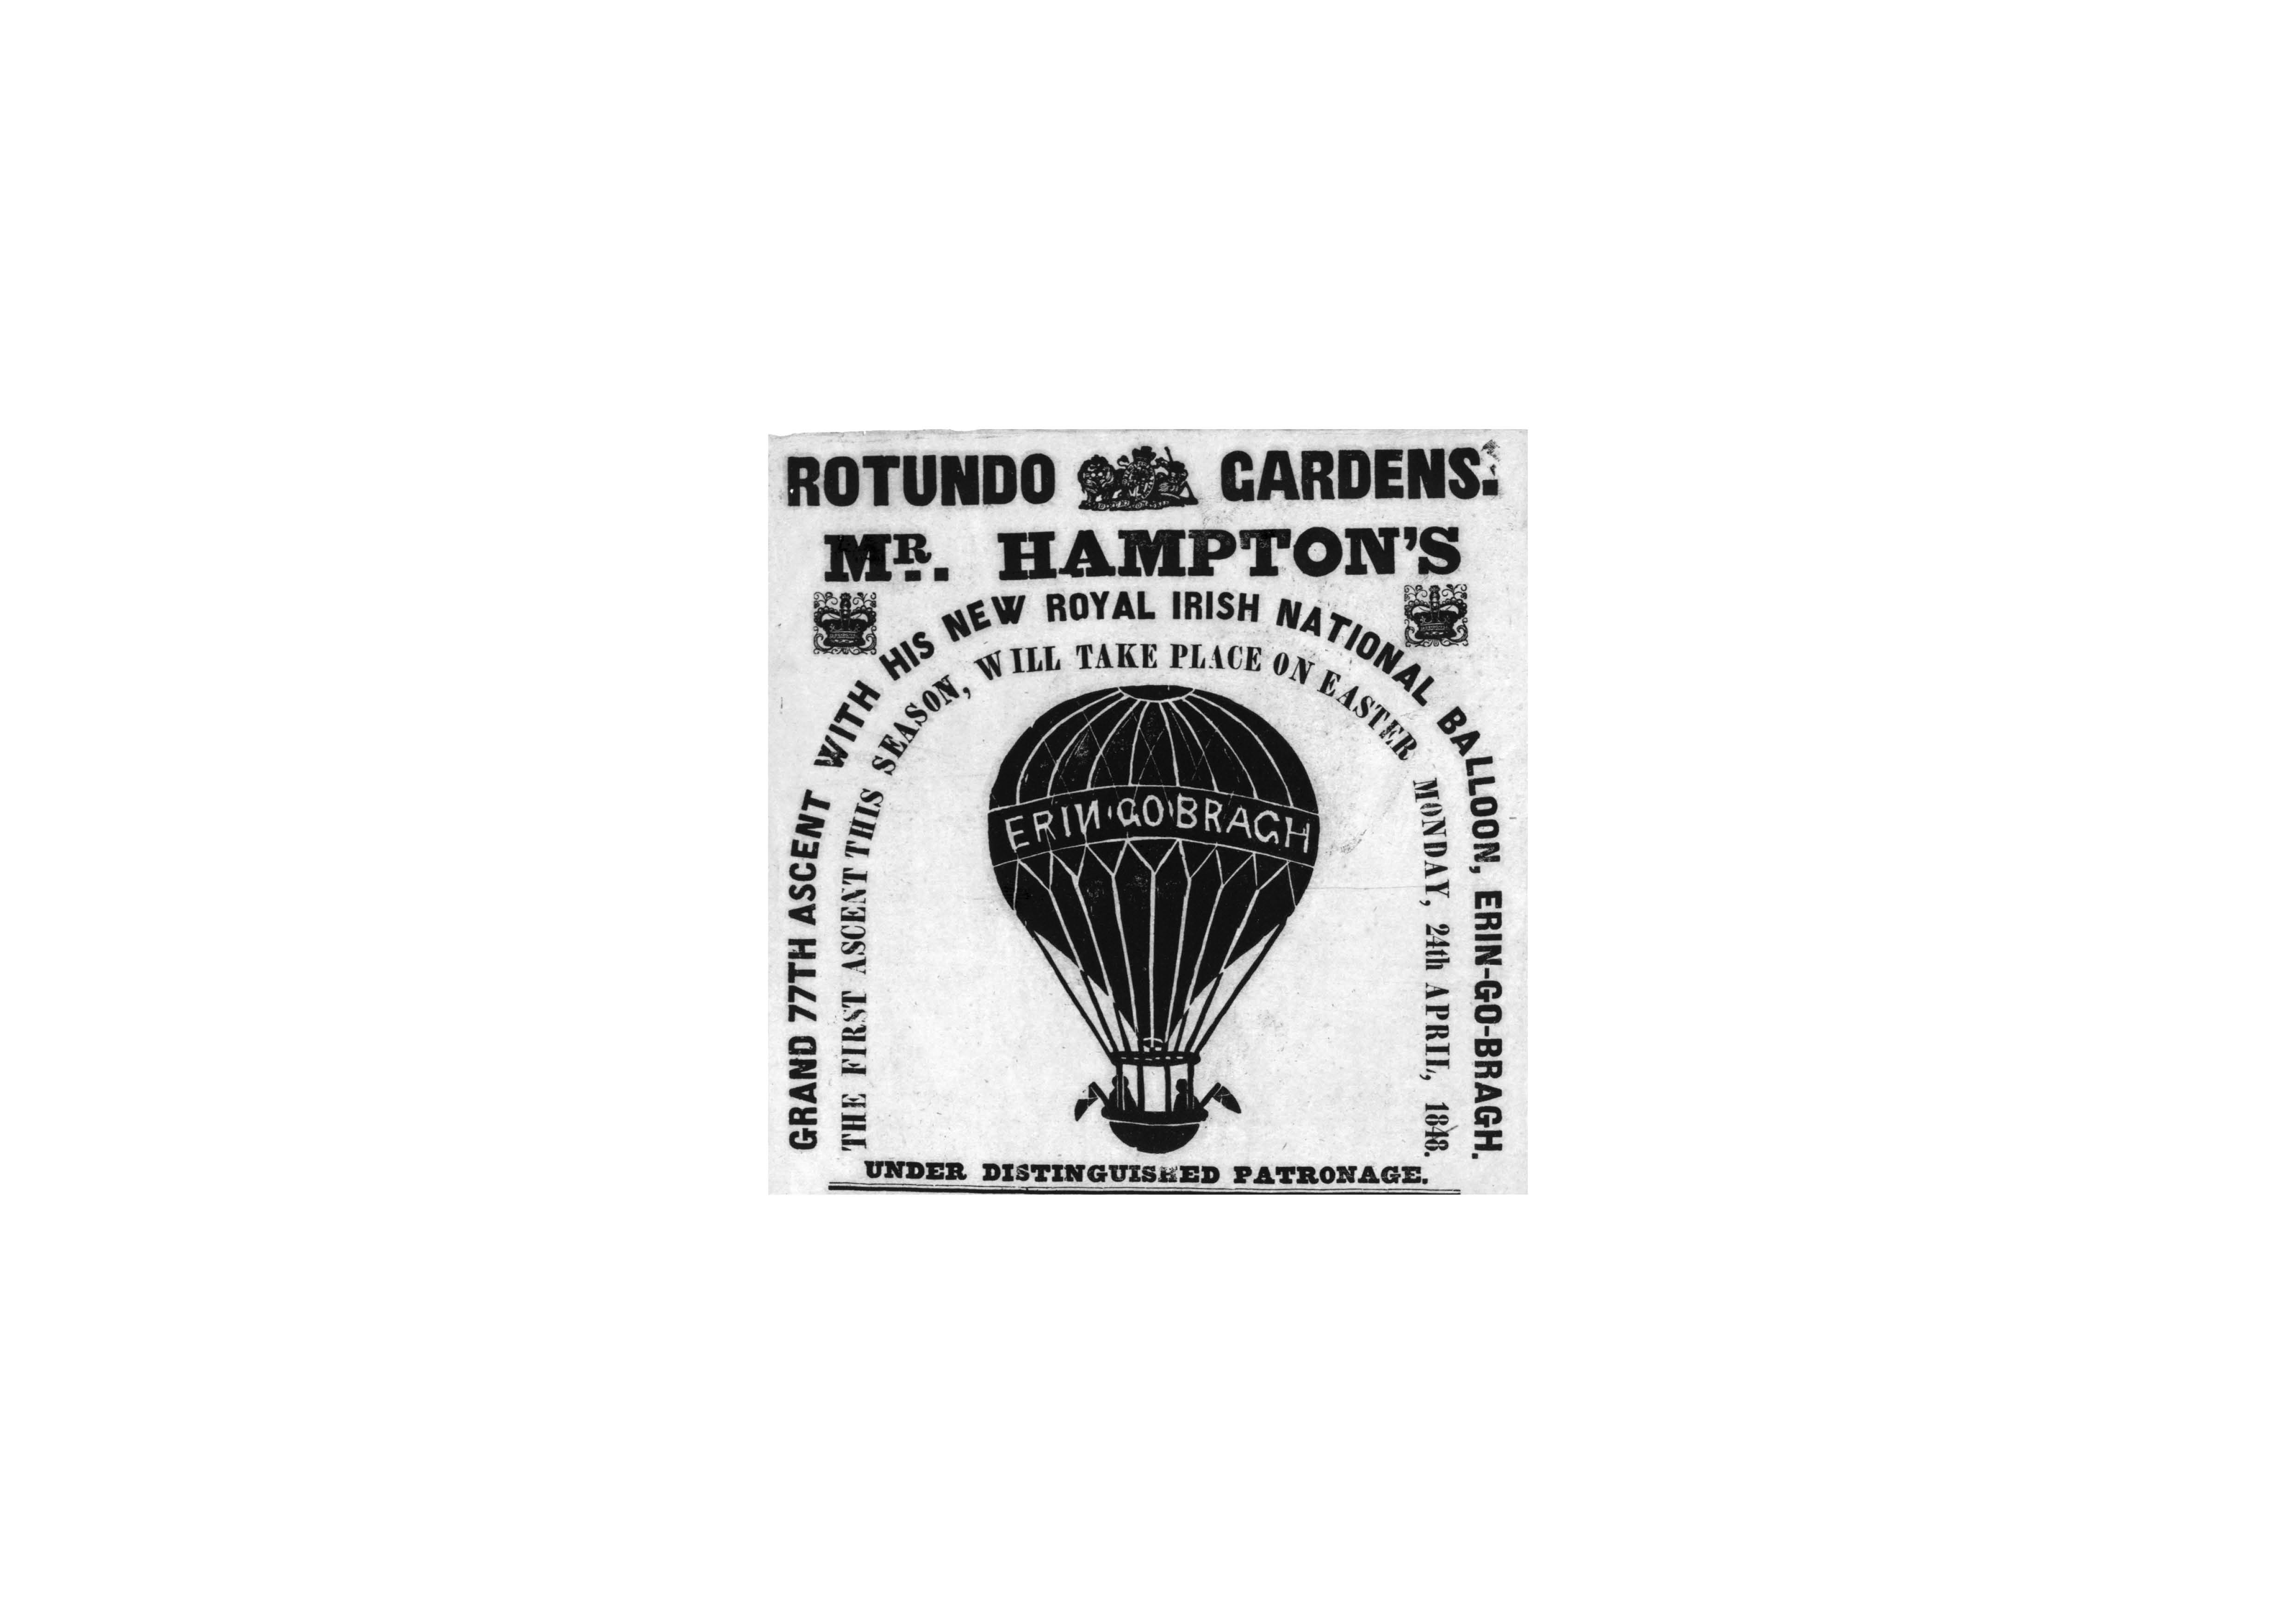 ROTUNDO GARDENS.
MR. HAMPTON'S
GRAND 77TH ASCENT WITH HIS NEW ROYAL IRISH NATIONAL BALLOON, ERIN-GO-BRAGH.
THE FIRST ASCENT THIS SEASON, WILL TAKE PLACE ON EASTER MONDAY, 24th APRIL, 1848.
ERIN GO BRAGH
UNDER DISTINGUISHED PATRONAGE.